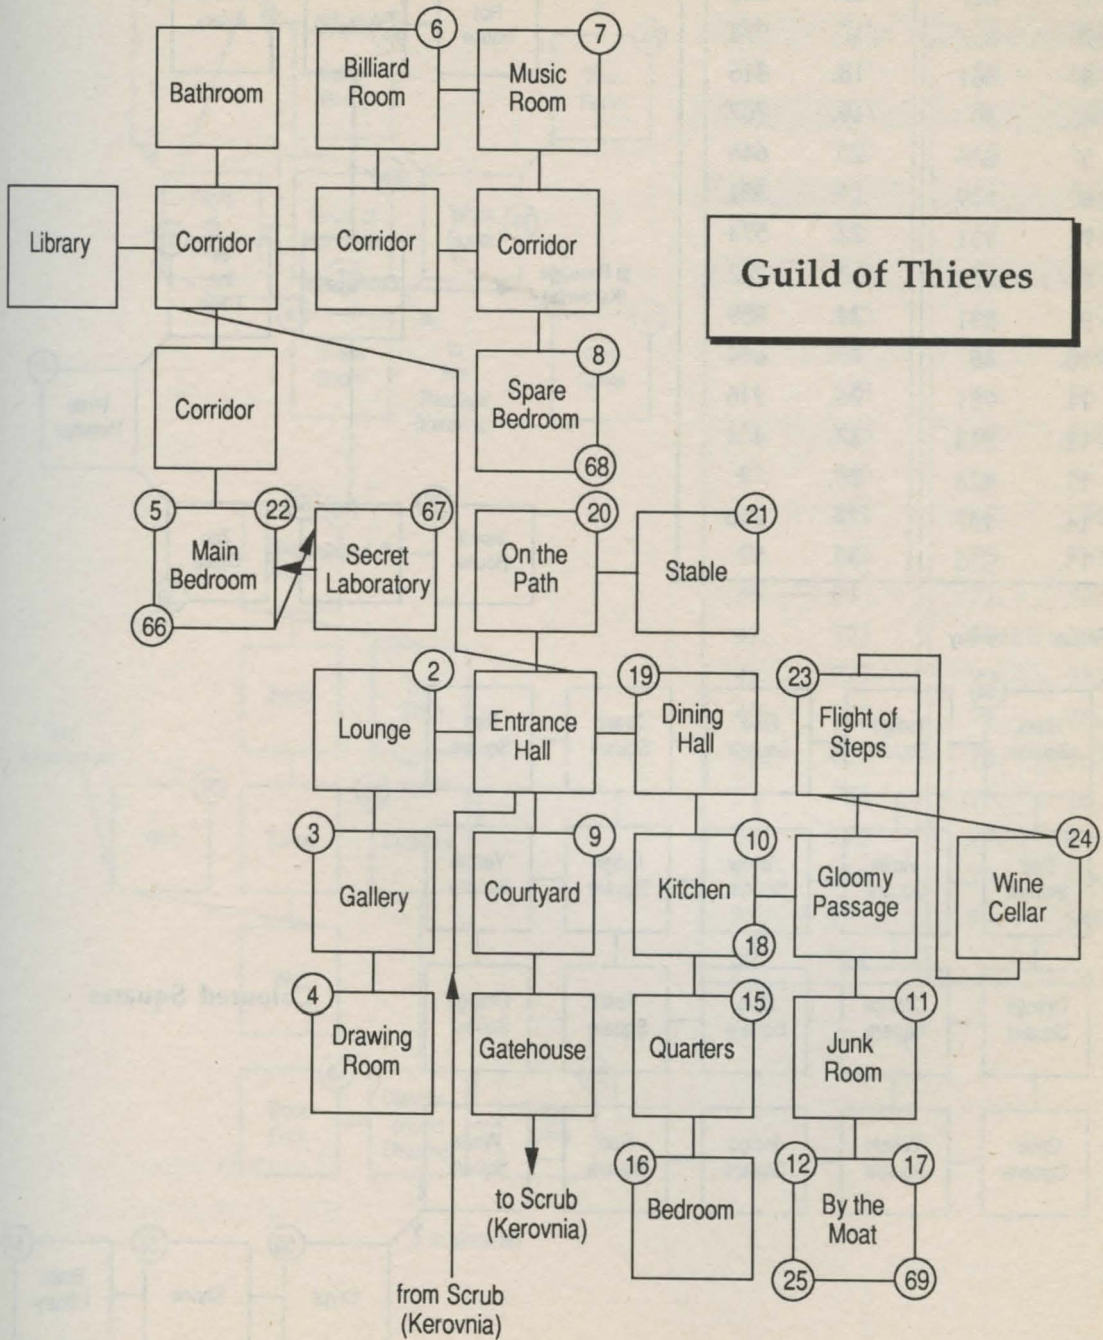 6
7
Bathroom
Billiard
Room
Music
Room
Library
Corridor
Corridor
Corridor
Guild of Thieves
Corridor
8
Spare
Bedroom
68
5
22
67
20
21
Main
Bedroom
Secret
Laboratory
On the
Path
Stable
66
2
19
23
Lounge
Entrance
Hall
Dining
Hall
Flight of
Steps
3
9
10
24
Gallery
Courtyard
Kitchen
Gloomy
Passage
Wine
Cellar
18
4
15
11
Drawing
Room
Gatehouse
Quarters
Junk
Room
16
12
17
to Scrub
(Kerovnia)
Bedroom
By the
Moat
25
69
from Scrub
(Kerovnia)